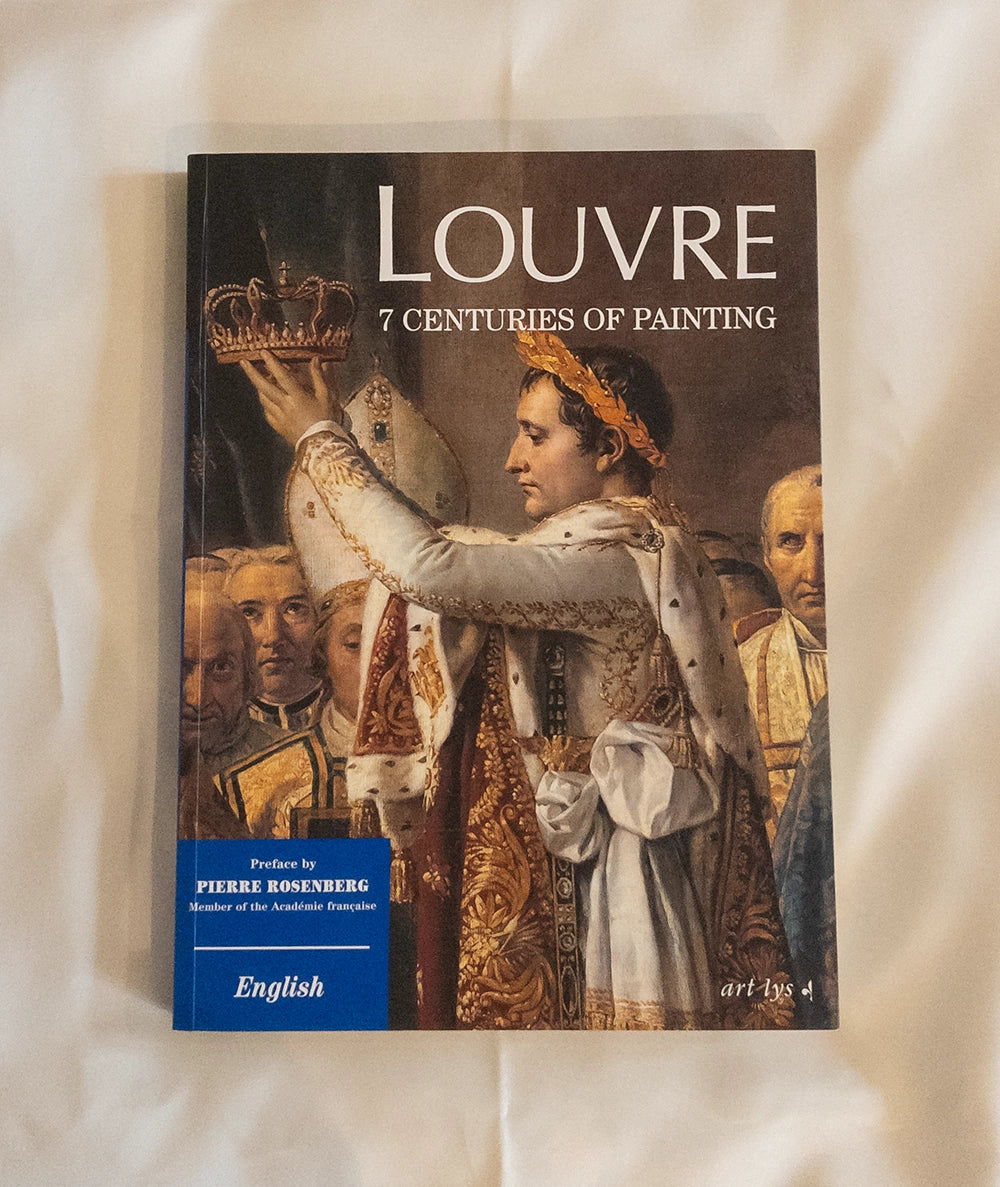 LOUVRE
7 CENTURIES OF PAINTING
Preface by
PIERRE ROSENBERG
Member of the Académie française
English
art lys